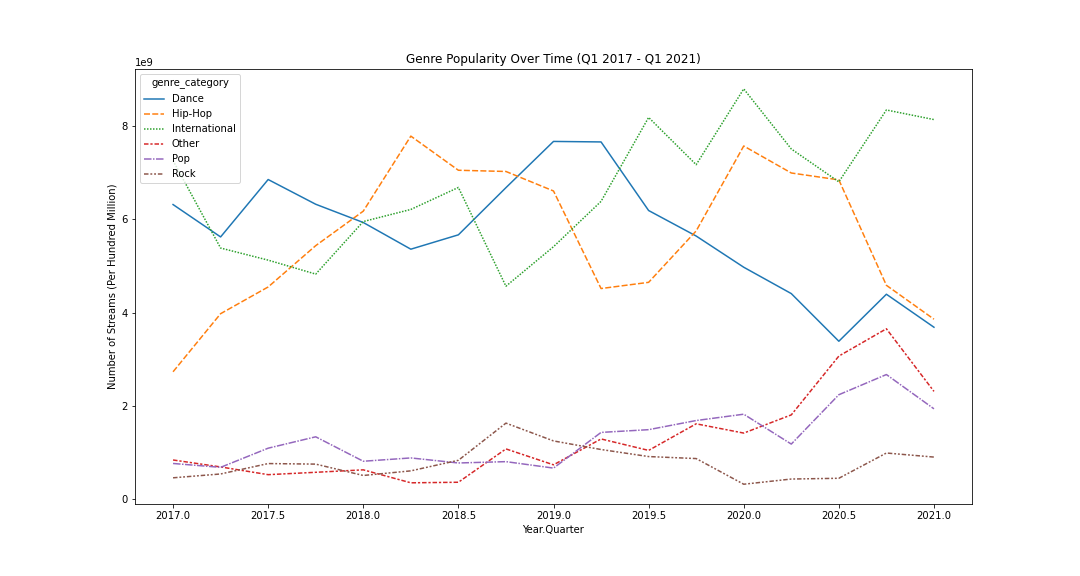 Genre Popularity Over Time (Q1 2017 - Q1 2021)
1e9
genre_category
Dance
Hip-Hop
International
Other
Pop
Rock
Number of Streams (Per Hundred Million)
8
6
4
2
0
2017.0 2017.5 2018.0 2018.5 2019.0 2019.5 2020.0 2020.5 2021.0
Year.Quarter